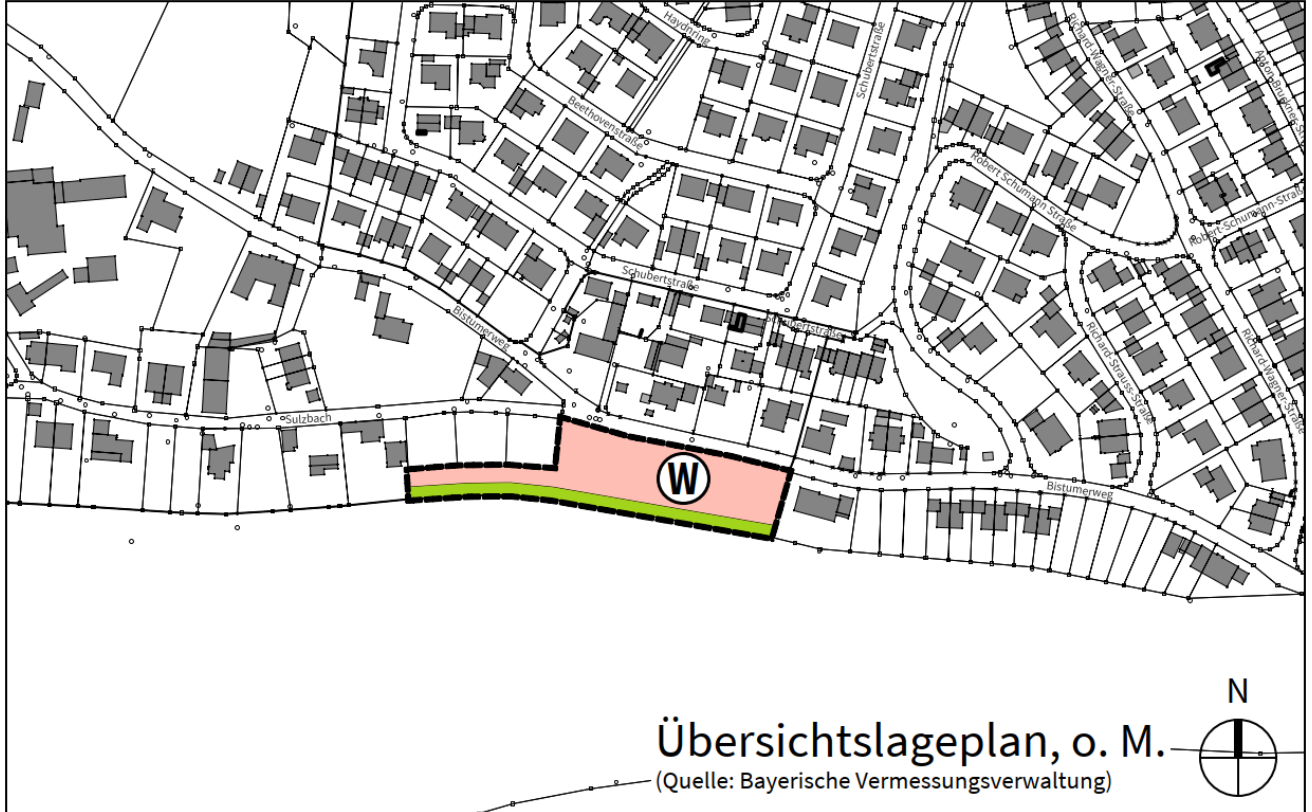 Haydnring
Schubertstraße
Richard-Wagner-Straße
Beethovenstraße
Robert Schumann Straße
Robert-Schumann-Straße
Schubertstraße
Schubertstraße
Bistumerweg
Richard-Strauss-Straße
Richard-Wagner-Straße
Sulzbach
W
Bistumerweg
N
Übersichtslageplan, o. M.
(Quelle: Bayerische Vermessungsverwaltung)